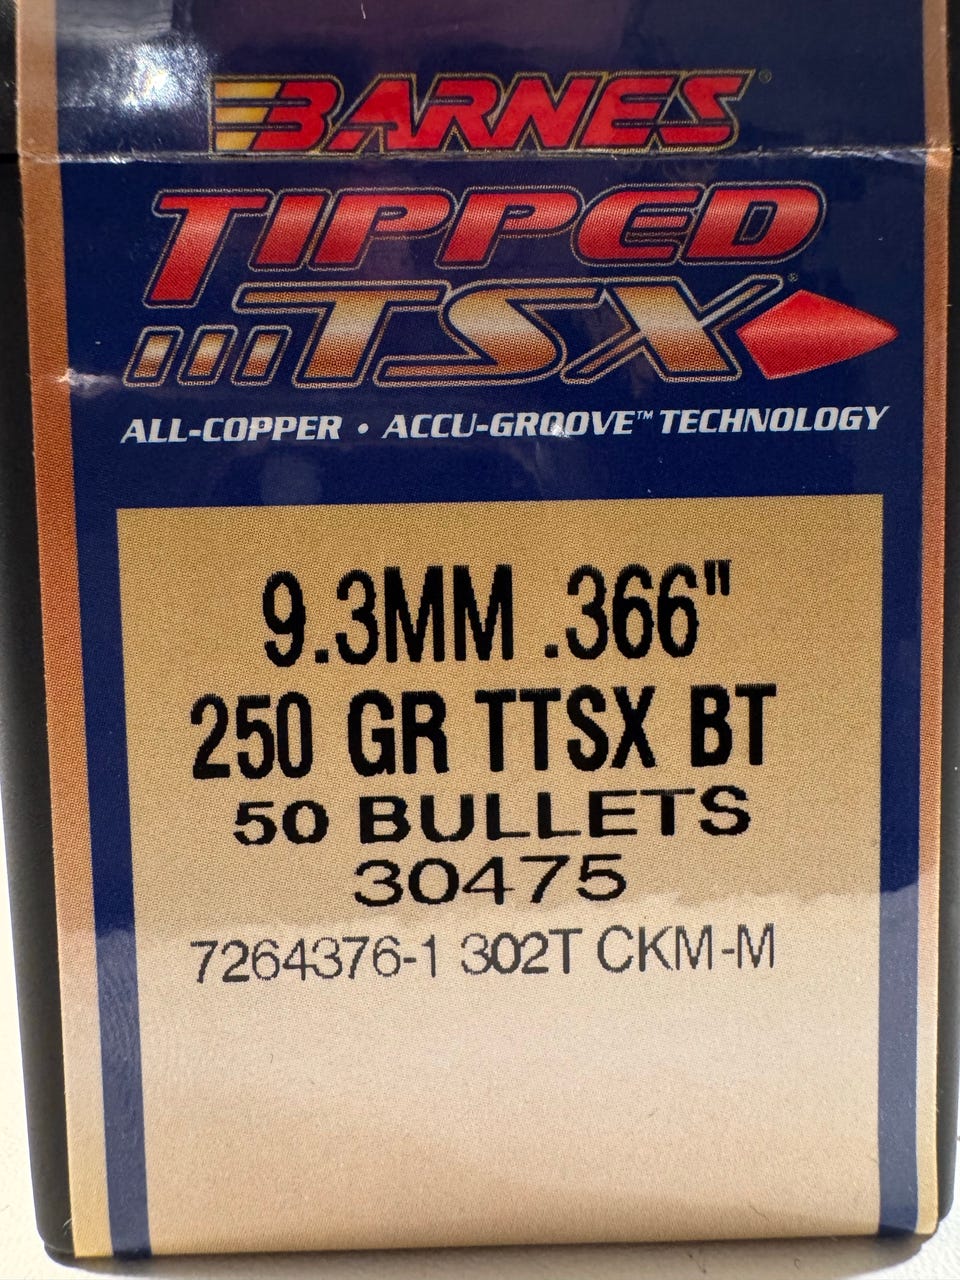 BARNES®
TIPPED
TSX®
ALL-COPPER • ACCU-GROOVE™ TECHNOLOGY
9.3MM .366"
250 GR TTSX BT
50 BULLETS
30475
7264376-1 302T CKM-M